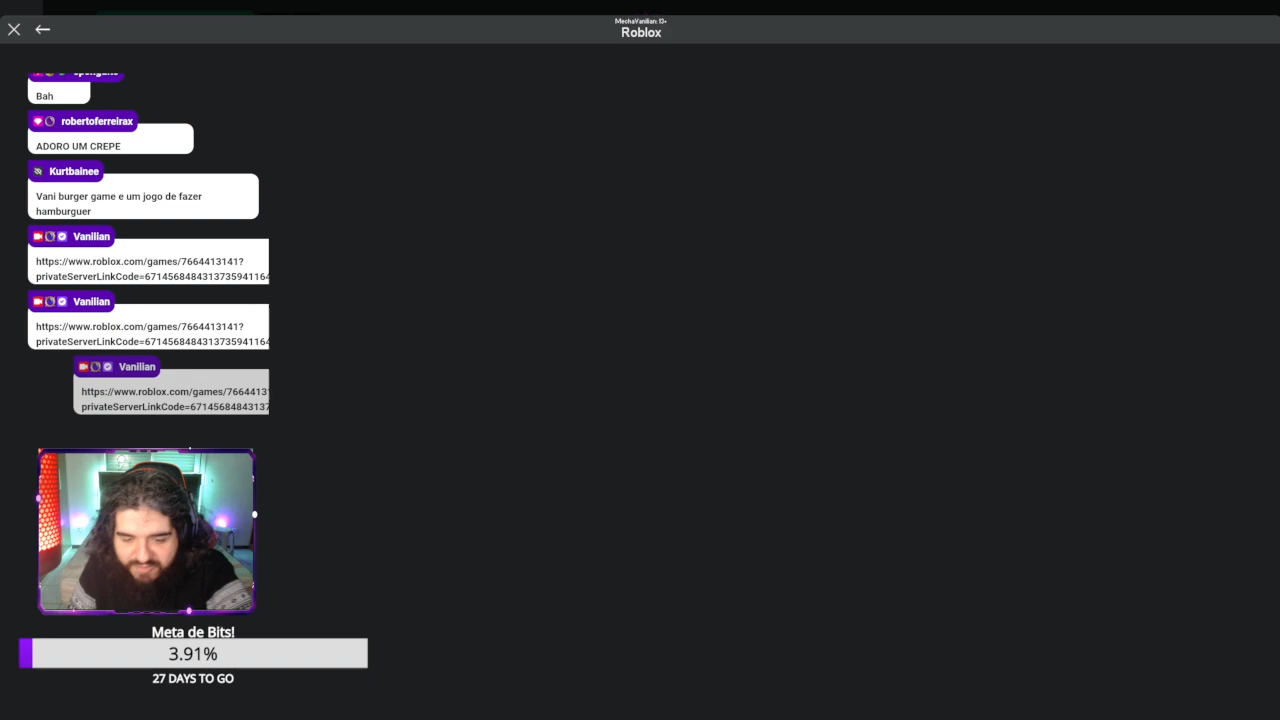 MechaVanilian: 13+
Roblox
Bah
robertoferreirax
ADORO UM CREPE
Kurtbainee
Vani burger game e um jogo de fazer
hamburguer
Vanilian
https://www.roblox.com/games/7664413141?
privateServerLinkCode=6714568484313735941164
Vanilian
https://www.roblox.com/games/7664413141?
privateServerLinkCode=6714568484313735941164
Vanilian
https://www.roblox.com/games/7664413
privateServerLinkCode=67145684843137
Meta de Bits!
3.91%
27 DAYS TO GO